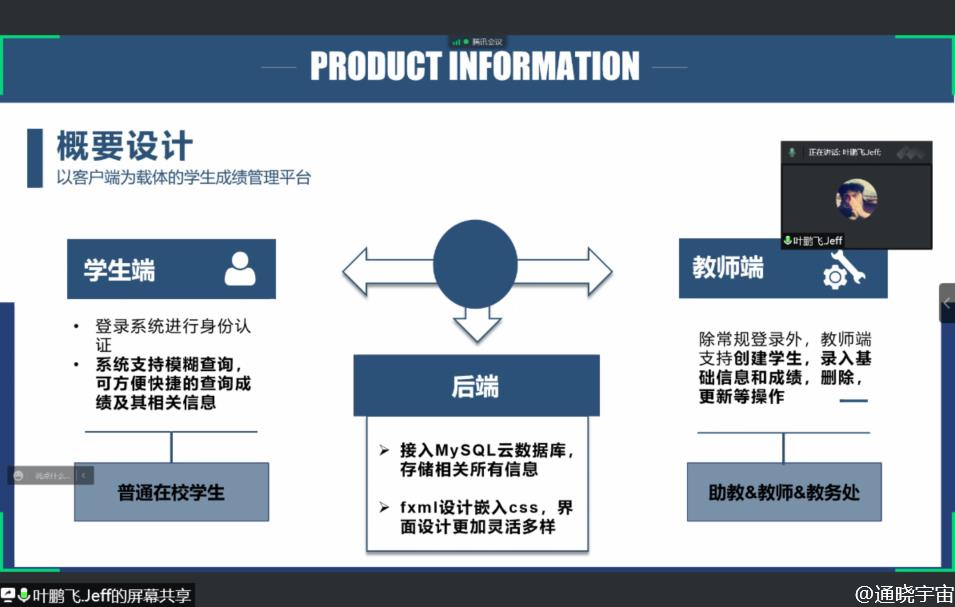 腾讯会议
PRODUCT INFORMATION
概要设计
以客户端为载体的学生成绩管理平台
正在讲话: 叶鹏飞.Jeff;
叶鹏飞.Jeff
学生端
教师端
• 登录系统进行身份认
证
• 系统支持模糊查询，
可方便快捷的查询成
绩及其相关信息
除常规登录外，教师端
支持创建学生，录入基
础信息和成绩，删除，
更新等操作
后端
➢ 接入MySQL云数据库，
存储相关所有信息
➢ fxml设计嵌入css，界
面设计更加灵活多样
说点什么...
普通在校学生
助教&教师&教务处
叶鹏飞.Jeff的屏幕共享
@通晓宇宙